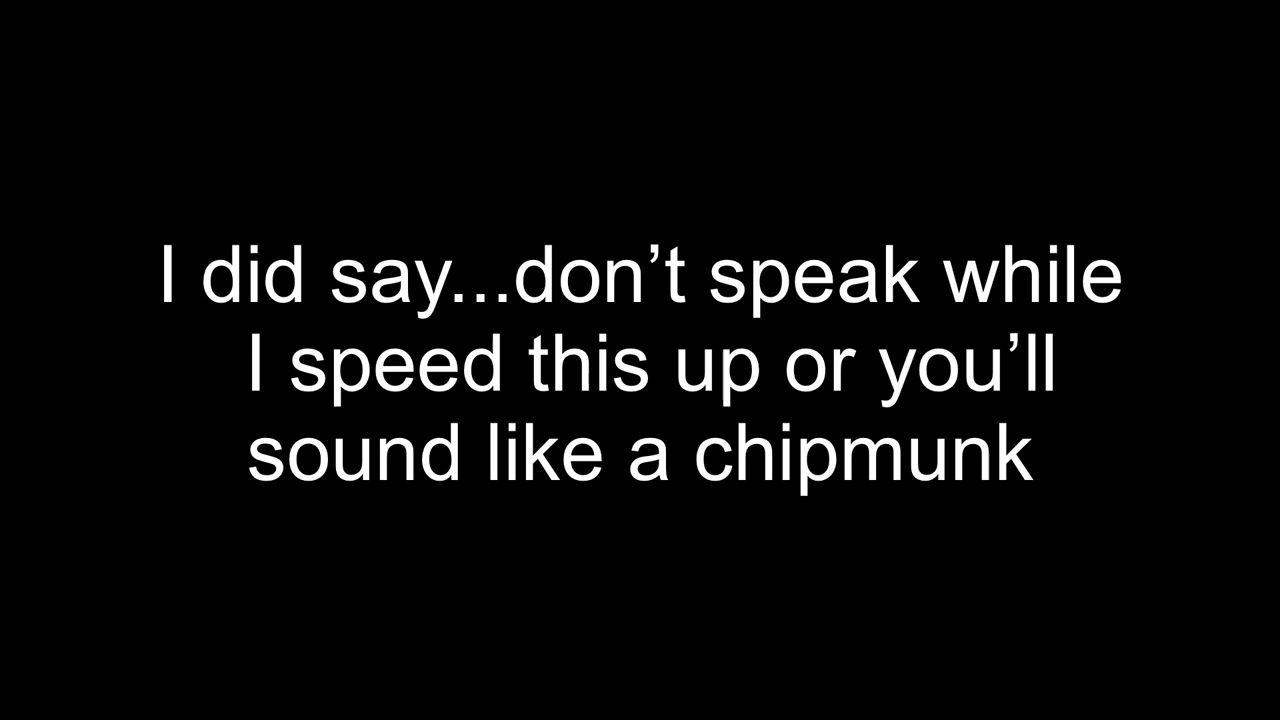 I did say...don’t speak while
I speed this up or you’ll
sound like a chipmunk